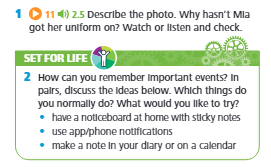 1 11 2.5 Describe the photo. Why hasn't Mia
got her uniform on? Watch or listen and check.
SET FOR LIFE
2 How can you remember important events? In
pairs, discuss the ideas below. Which things do
you normally do? What would you like to try?
• have a noticeboard at home with sticky notes
• use app/phone notifications
• make a note in your diary or on a calendar